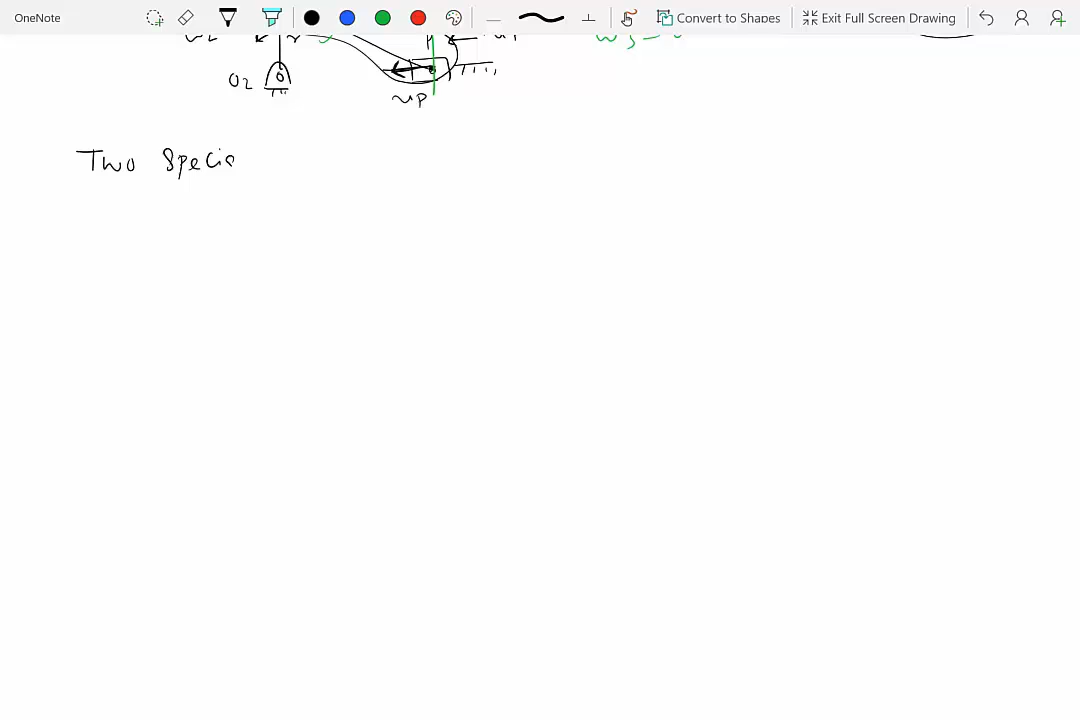 OneNote
Convert to Shapes
Exit Full Screen Drawing
O2
Two Specia